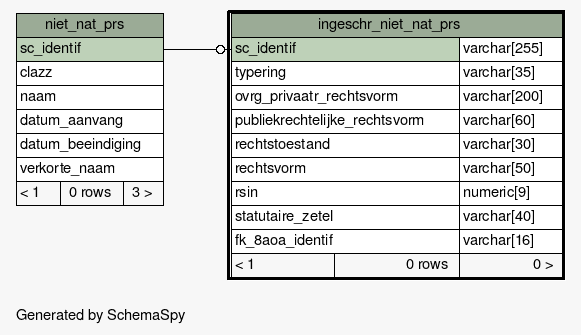 niet_nat_prs
sc_identif
clazz
naam
datum_aanvang
datum_beeindiging
verkorte_naam
< 1 0 rows 3 >
ingeschr_niet_nat_prs
sc_identif varchar[255]
typering varchar[35]
ovrg_privaatr_rechtsvorm varchar[200]
publiekrechtelijke_rechtsvorm varchar[60]
rechtstoestand varchar[30]
rechtsvorm varchar[50]
rsin numeric[9]
statutaire_zetel varchar[40]
fk_8aoa_identif varchar[16]
< 1 0 rows 0 >
Generated by SchemaSpy